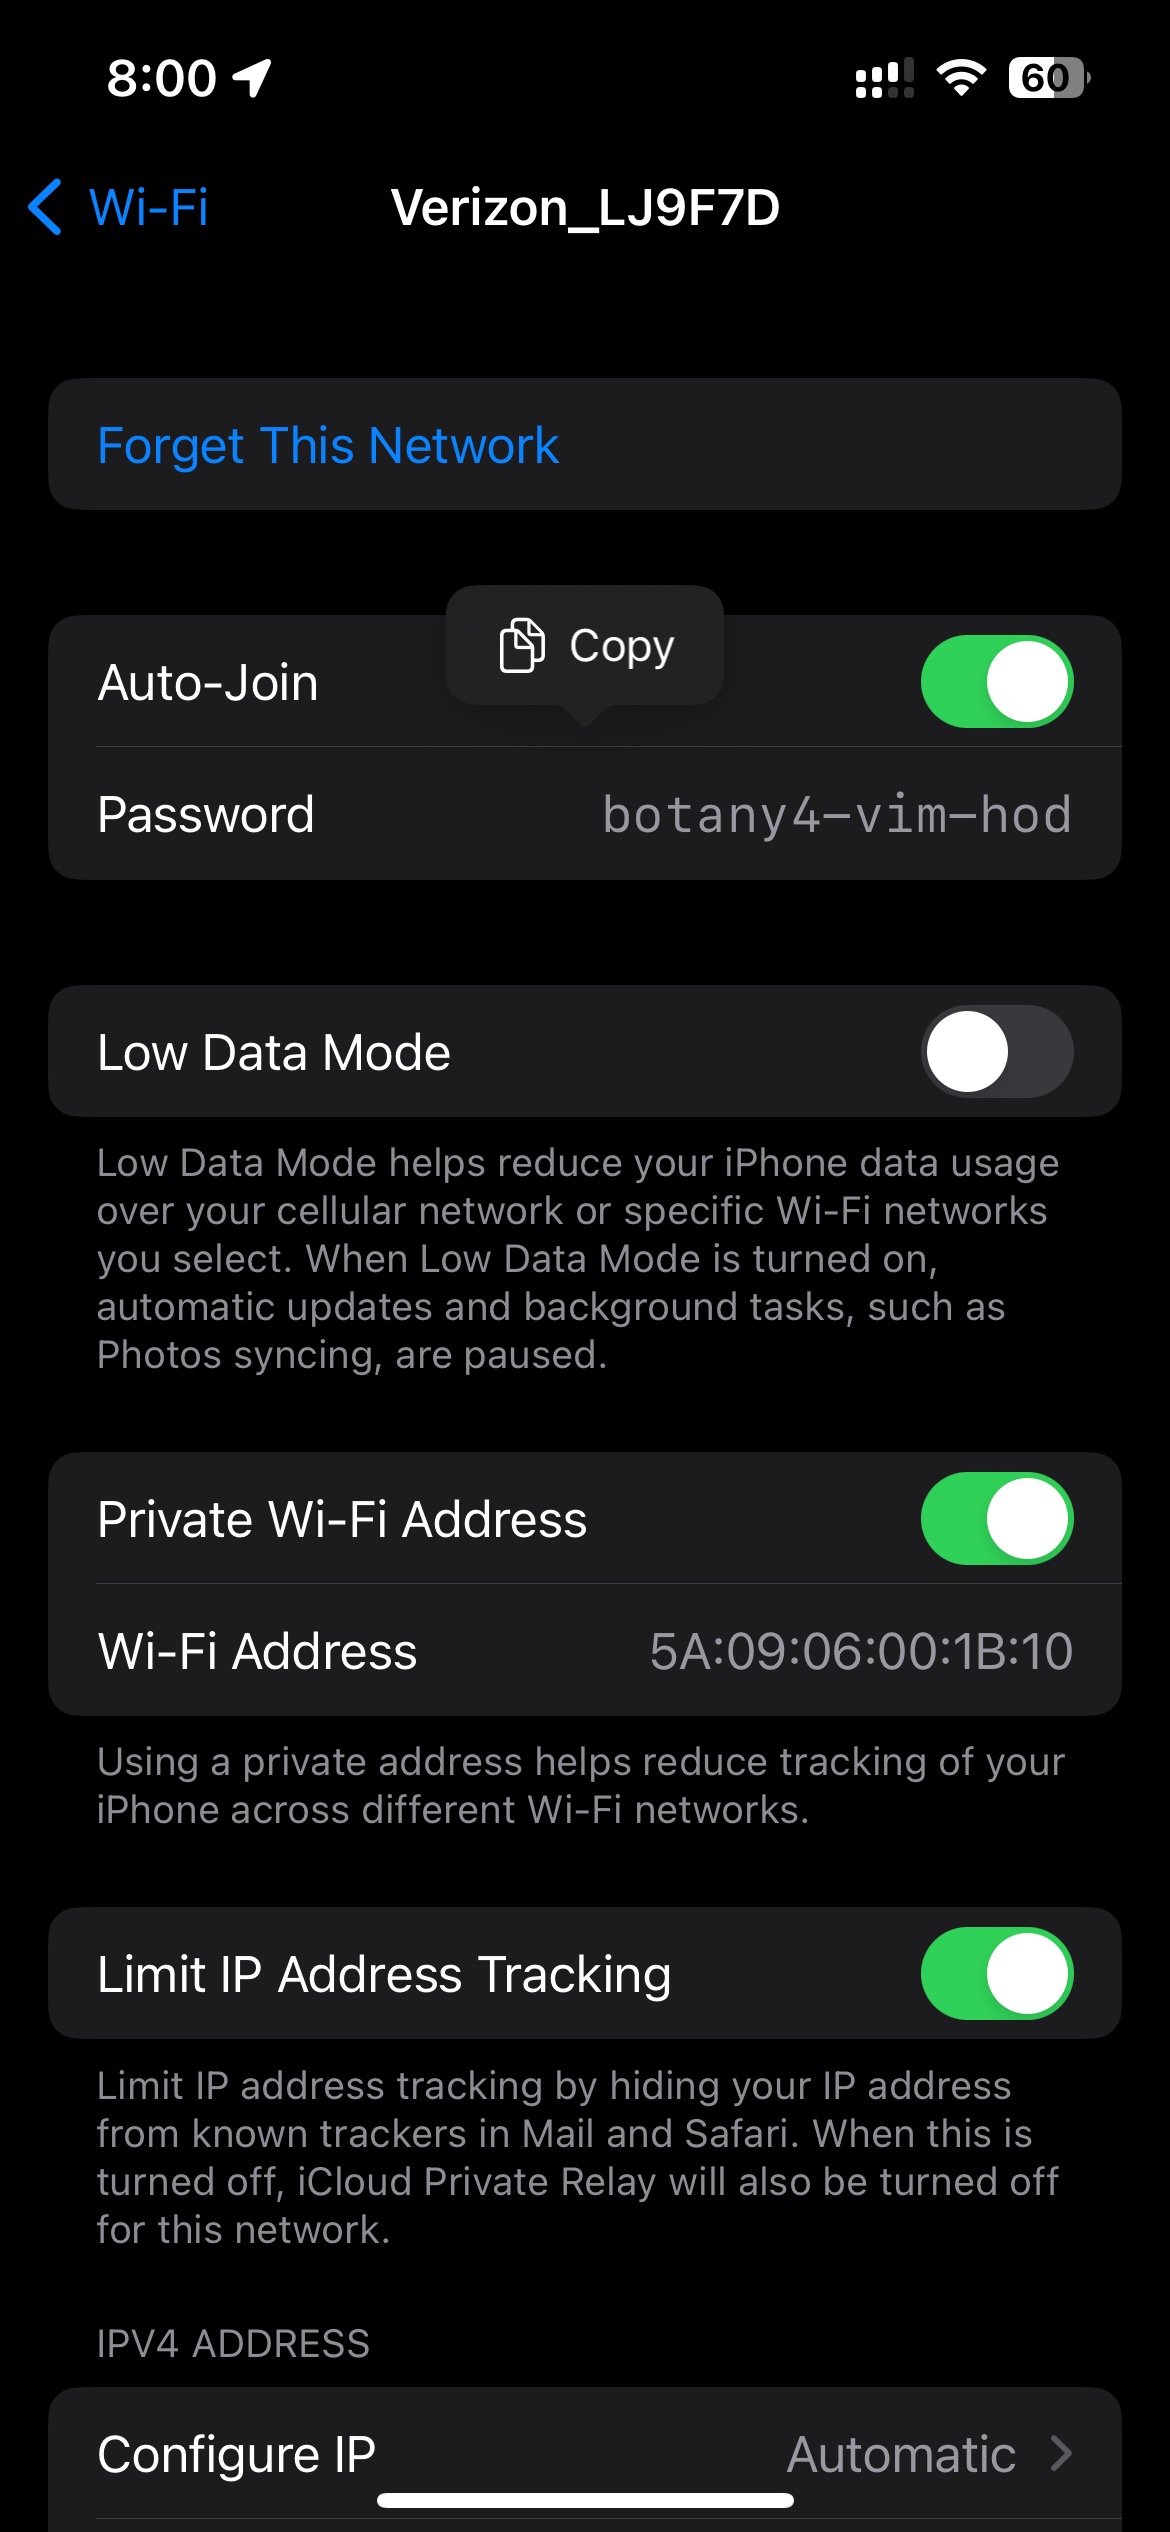 8:00
60
Wi-Fi
Verizon_LJ9F7D
Forget This Network
Copy
Auto-Join
Password botany4-vim-hod
Low Data Mode
Low Data Mode helps reduce your iPhone data usage
over your cellular network or specific Wi-Fi networks
you select. When Low Data Mode is turned on,
automatic updates and background tasks, such as
Photos syncing, are paused.
Private Wi-Fi Address
Wi-Fi Address 5A:09:06:00:1B:10
Using a private address helps reduce tracking of your
iPhone across different Wi-Fi networks.
Limit IP Address Tracking
Limit IP address tracking by hiding your IP address
from known trackers in Mail and Safari. When this is
turned off, iCloud Private Relay will also be turned off
for this network.
IPV4 ADDRESS
Configure IP Automatic